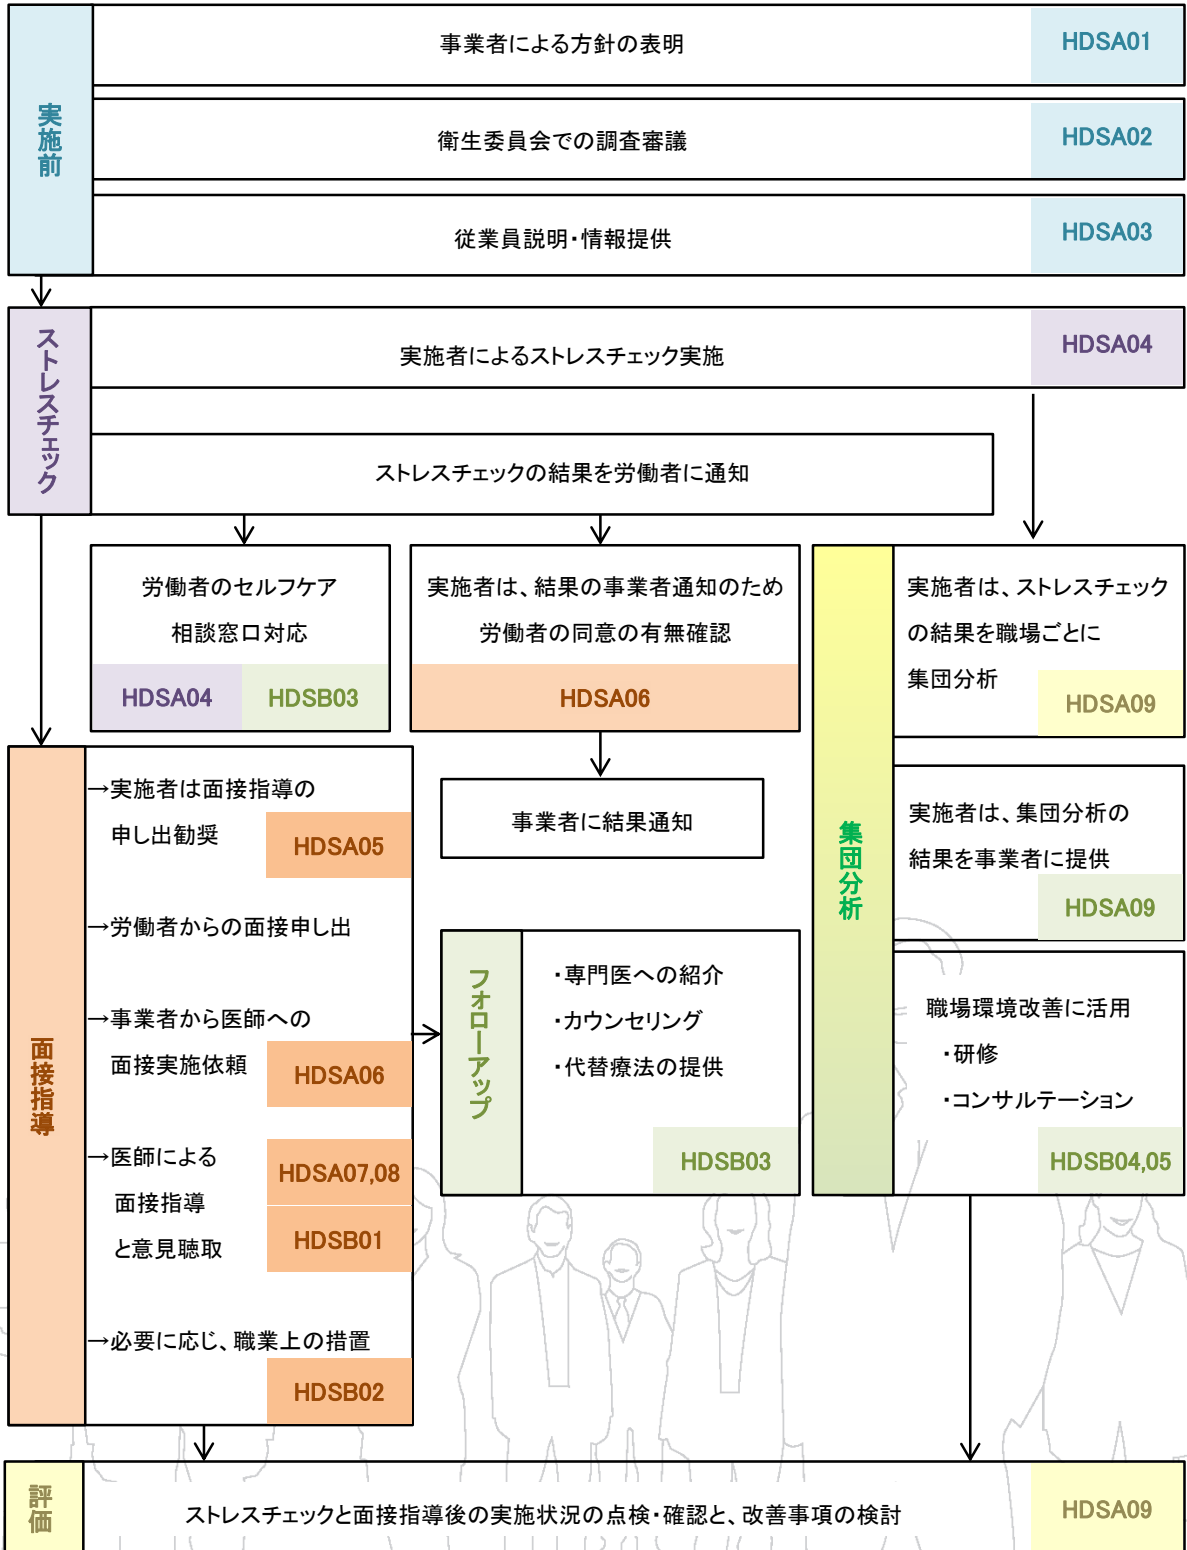 実施前
事業者による方針の表明
HDSA01
衛生委員会での調査審議
HDSA02
従業員説明・情報提供
HDSA03
ストレスチェック
実施者によるストレスチェック実施
HDSA04
ストレスチェックの結果を労働者に通知
労働者のセルフケア
相談窓口対応
HDSA04
HDSB03
実施者は、結果の事業者通知のため
労働者の同意の有無確認
HDSA06
事業者に結果通知
集団分析
実施者は、ストレスチェック
の結果を職場ごとに
集団分析
HDSA09
実施者は、集団分析の
結果を事業者に提供
HDSA09
職場環境改善に活用
・研修
・コンサルテーション
HDSB04,05
面接指導
→実施者は面接指導の
申し出勧奨
HDSA05
→労働者からの面接申し出
→事業者から医師への
面接実施依頼
HDSA06
→医師による
面接指導
と意見聴取
HDSA07,08
HDSB01
→必要に応じ、職業上の措置
HDSB02
フォローアップ
・専門医への紹介
・カウンセリング
・代替療法の提供
HDSB03
評価
ストレスチェックと面接指導後の実施状況の点検・確認と、改善事項の検討
HDSA09